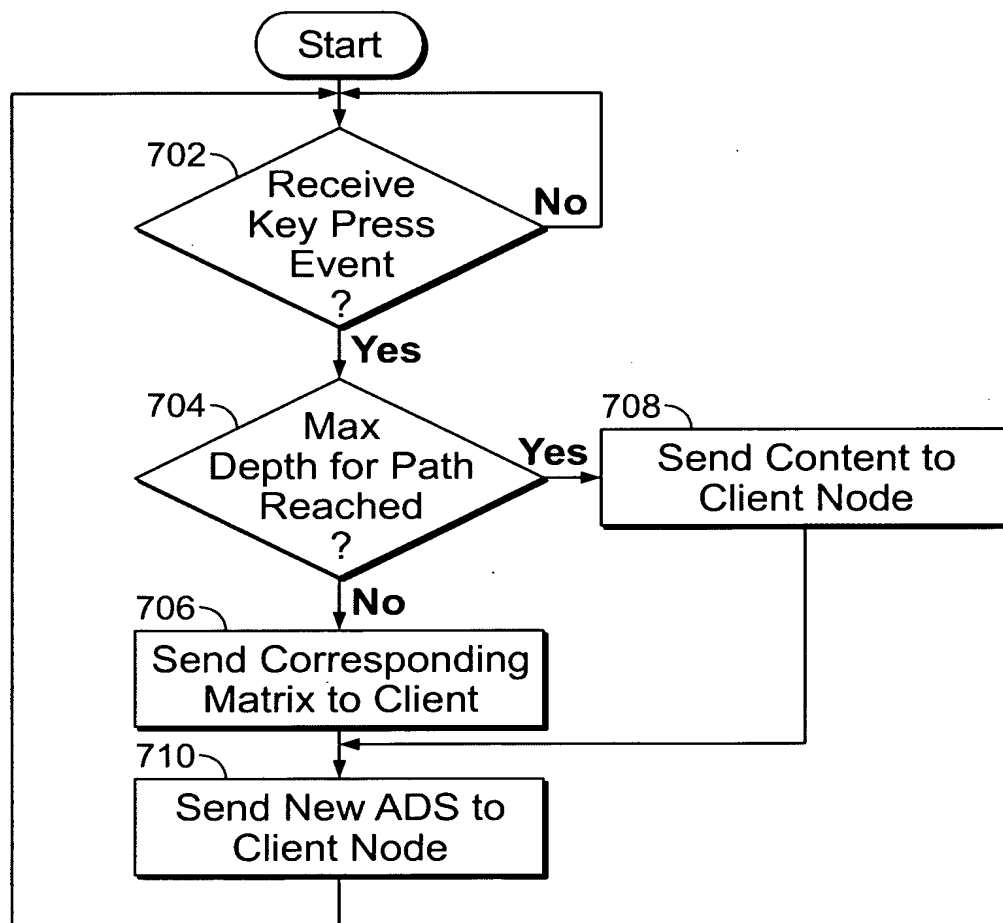 Start
702
Receive
Key Press
Event
?
No
Yes
704
Max
Depth for Path
Reached
?
Yes
708
Send Content to
Client Node
No
706
Send Corresponding
Matrix to Client
710
Send New ADS to
Client Node